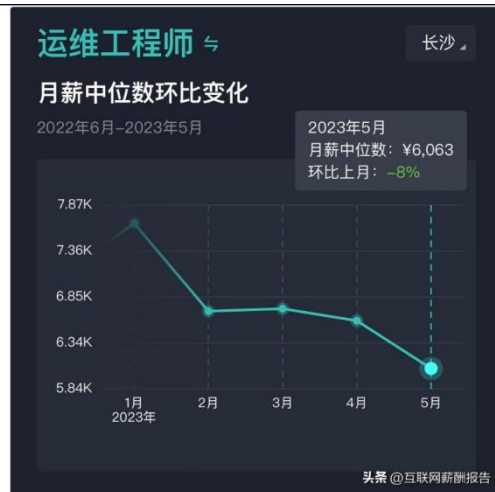 运维工程师 ⇋
长沙
月薪中位数环比变化
2022年6月-2023年5月
2023年5月
月薪中位数：¥6,063
环比上月：-8%
7.87K
7.36K
6.85K
6.34K
5.84K
1月 2月 3月 4月 5月
2023年
头条 @互联网薪酬报告